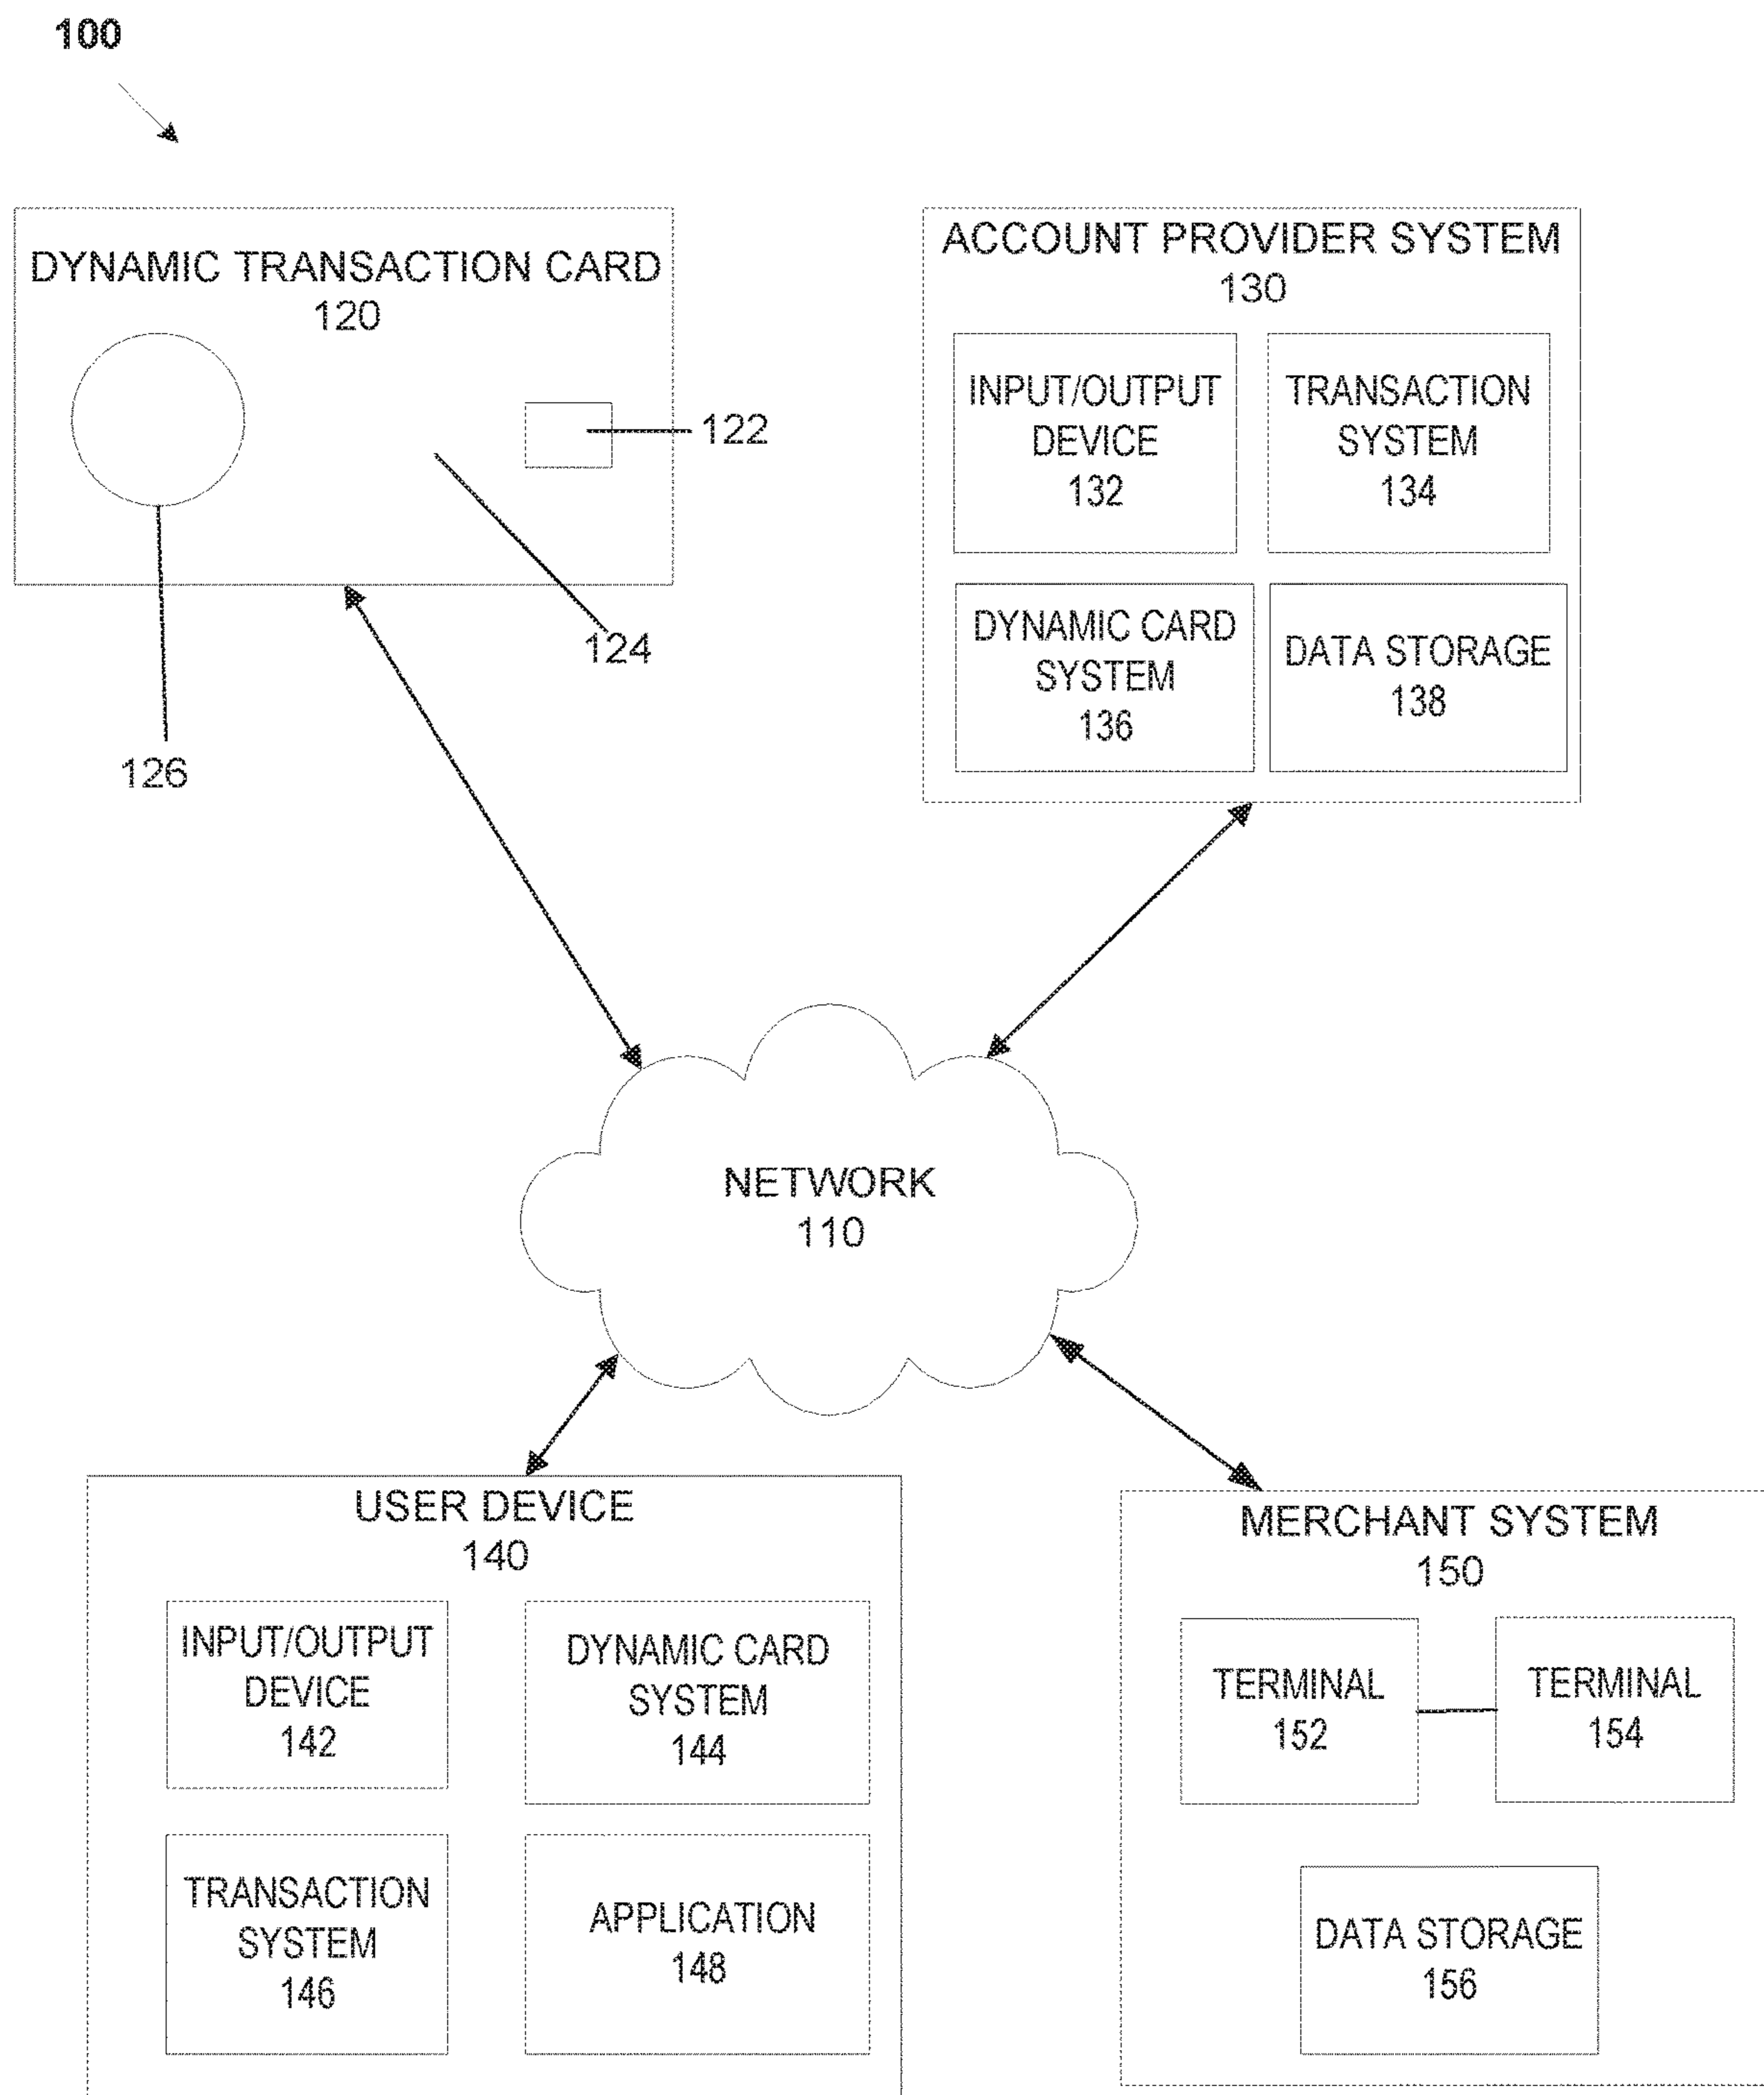 100
DYNAMIC TRANSACTION CARD
120
122
124
126
ACCOUNT PROVIDER SYSTEM
130
INPUT/OUTPUT
DEVICE
132
TRANSACTION
SYSTEM
134
DYNAMIC CARD
SYSTEM
136
DATA STORAGE
138
NETWORK
110
USER DEVICE
140
INPUT/OUTPUT
DEVICE
142
DYNAMIC CARD
SYSTEM
144
TRANSACTION
SYSTEM
146
APPLICATION
148
MERCHANT SYSTEM
150
TERMINAL
152
TERMINAL
154
DATA STORAGE
156